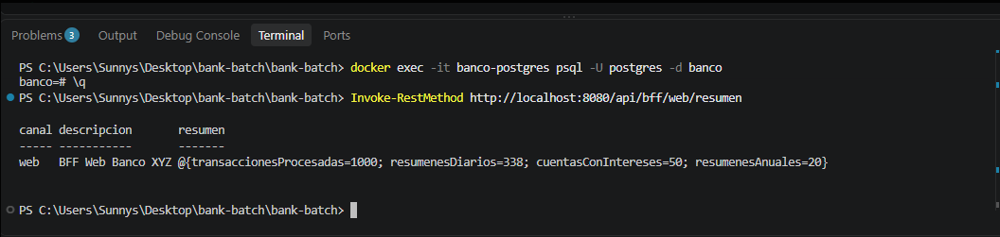 Problems 3 Output Debug Console Terminal Ports
PS C:\Users\Sunnys\Desktop\bank-batch\bank-batch> docker exec -it banco-postgres psql -U postgres -d banco
banco=# \q
PS C:\Users\Sunnys\Desktop\bank-batch\bank-batch> Invoke-RestMethod http://localhost:8080/api/bff/web/resumen
canal descripcion resumen
----- ----------- -------
web BFF Web Banco XYZ @{transaccionesProcesadas=1000; resumenesDiarios=338; cuentasConIntereses=50; resumenesAnuales=20}
PS C:\Users\Sunnys\Desktop\bank-batch\bank-batch>